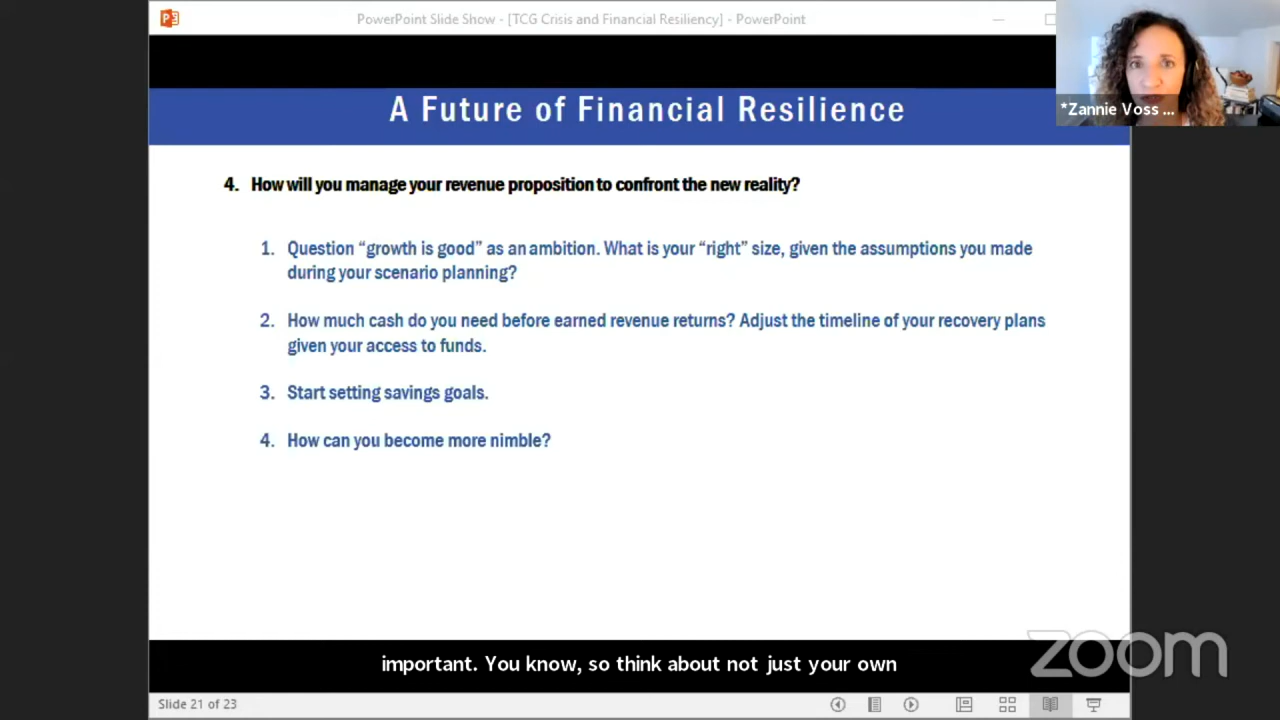 PowerPoint Slide Show - [TCG Crisis and Financial Resiliency] - PowerPoint
*Zannie Voss ...
A Future of Financial Resilience
4. How will you manage your revenue proposition to confront the new reality?
1. Question “growth is good” as an ambition. What is your “right” size, given the assumptions you made
during your scenario planning?
2. How much cash do you need before earned revenue returns? Adjust the timeline of your recovery plans
given your access to funds.
3. Start setting savings goals.
4. How can you become more nimble?
zoom
important. You know, so think about not just your own
Slide 21 of 23